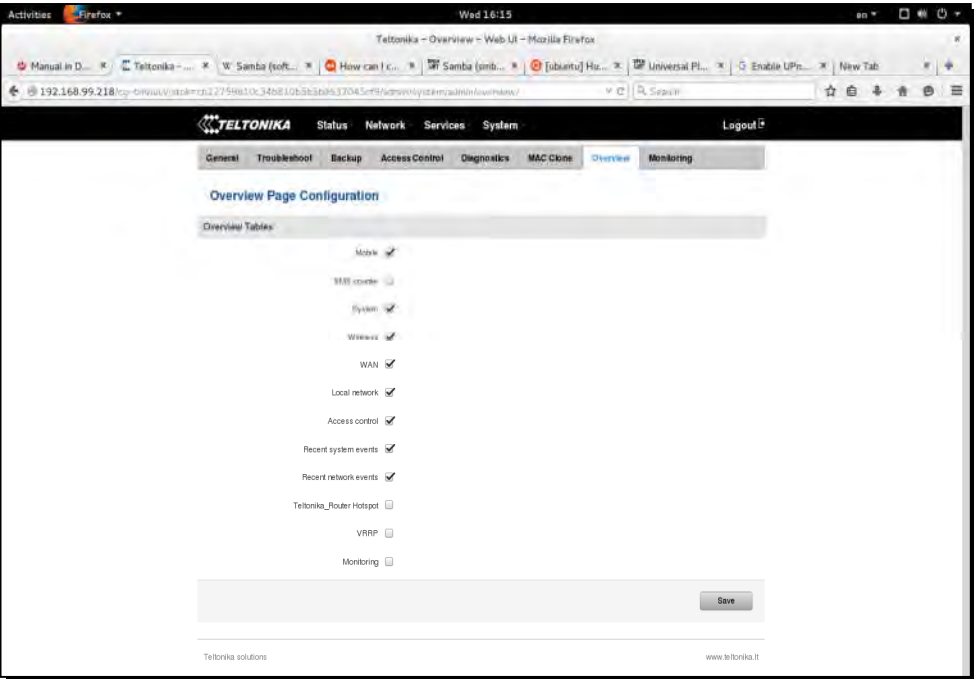 Activities Firefox Wed 16:15 en
Teltonika - Overview - Web UI - Mozilla Firefox
Manual in D... Teltonika - ... W Samba (soft... How can I c... Samba (smb... [ubuntu] Hu... Universal Pl... Enable UPn... New Tab
192.168.99.218 Search
TELTONIKA Status Network Services System Logout
General Troubleshoot Backup Access Control Diagnostics MAC Clone Overview Monitoring
Overview Page Configuration
Overview Tables
Mobile
SMS counter
System
Wireless
WAN
Local network
Access control
Recent system events
Recent network events
Teltonika_Router Hotspot
VRRP
Monitoring
Save
Teltonika solutions www.teltonika.lt